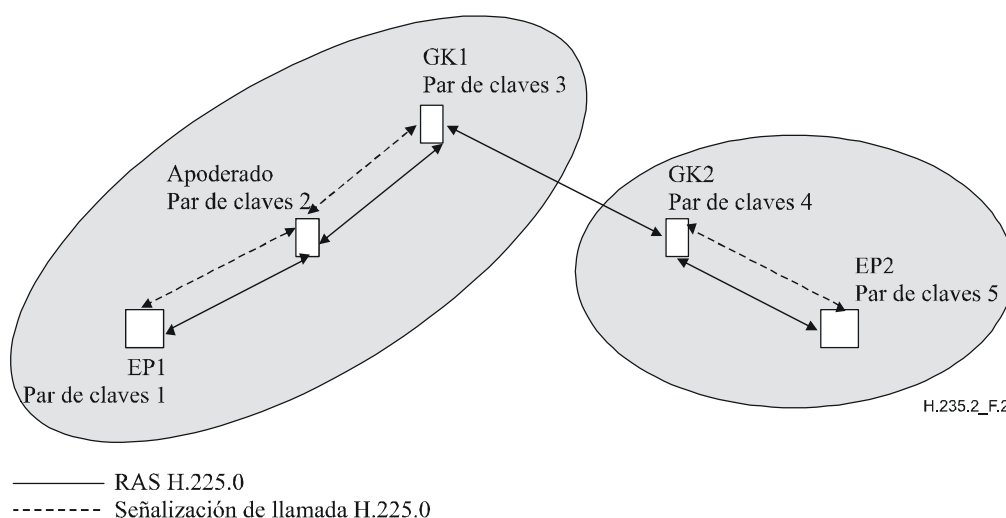 GK1
Par de claves 3
Apoderado
Par de claves 2
GK2
Par de claves 4
EP2
Par de claves 5
EP1
Par de claves 1
H.235.2_F.2
RAS H.225.0
Señalización de llamada H.225.0